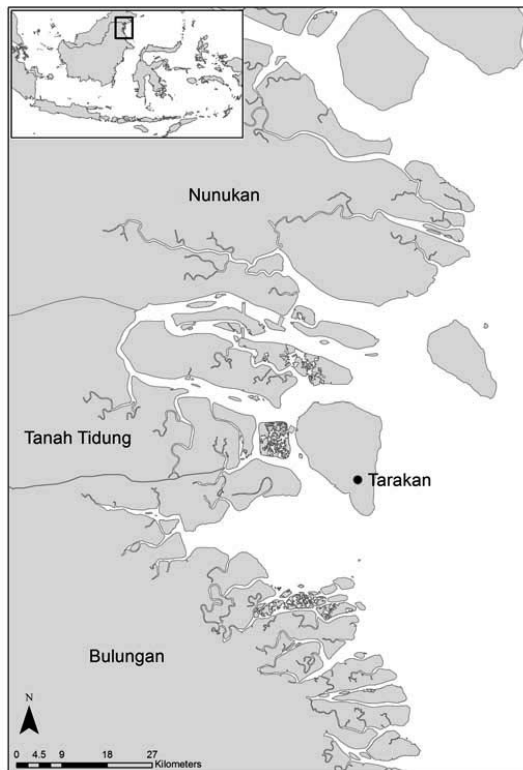 Nunukan
Tanah Tidung
Tarakan
Bulungan
N
0 4.5 9 18 27
Kilometers